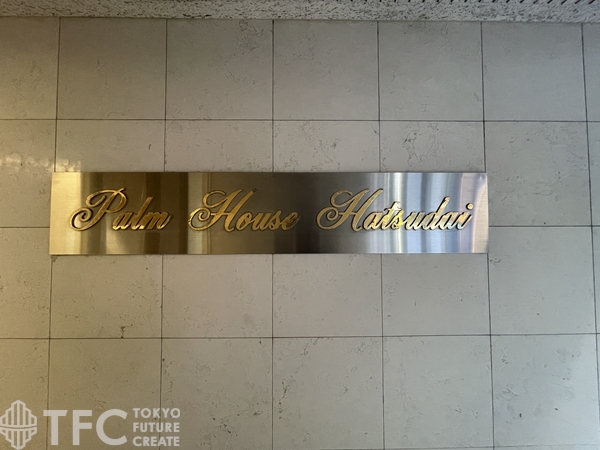 Palm House Hatsudai
TFC
TOKYO
FUTURE
CREATE